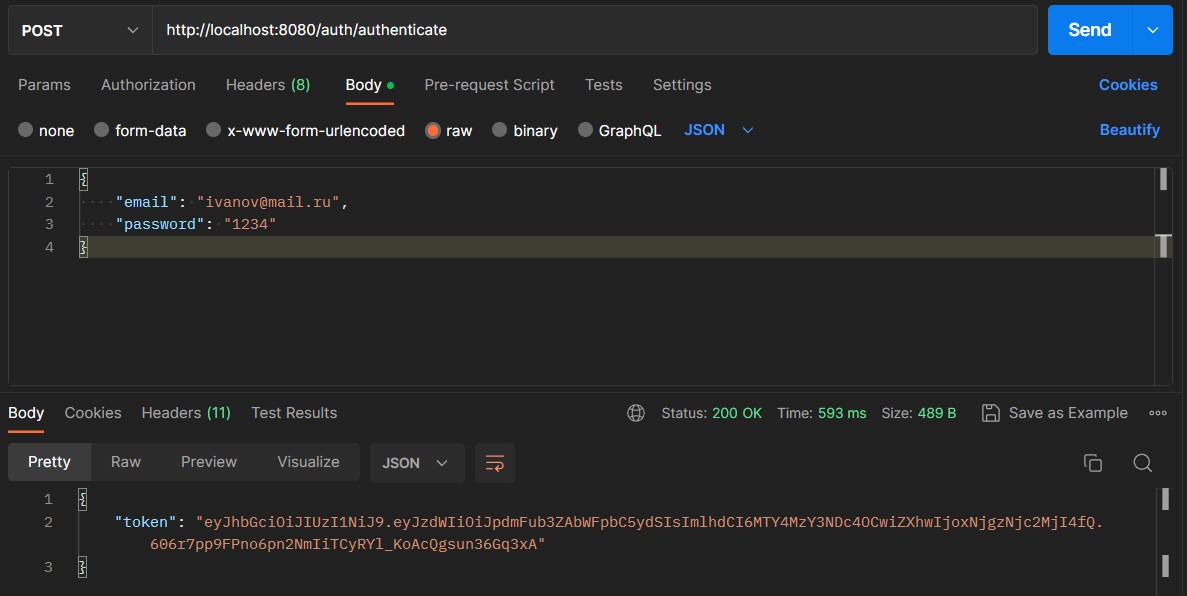 POST http://localhost:8080/auth/authenticate Send
Params Authorization Headers (8) Body Pre-request Script Tests Settings Cookies
none form-data x-www-form-urlencoded raw binary GraphQL JSON Beautify
1 {
2 "email": "ivanov@mail.ru",
3 "password": "1234"
4 }
Body Cookies Headers (11) Test Results Status: 200 OK Time: 593 ms Size: 489 B Save as Example
Pretty Raw Preview Visualize JSON
1 {
2 "token": "eyJhbGciOiJIUzI1NiJ9.eyJzdWIiOiJpdmFub3ZAbWFpbC5ydSIsImlhdCI6MTY4MzY3NDc4OCwiZXhwIjoxNjgzNjc2MjI4fQ.
606r7pp9FPno6pn2NmIiTCyRYl_KoAcQgsun36Gq3xA"
3 }